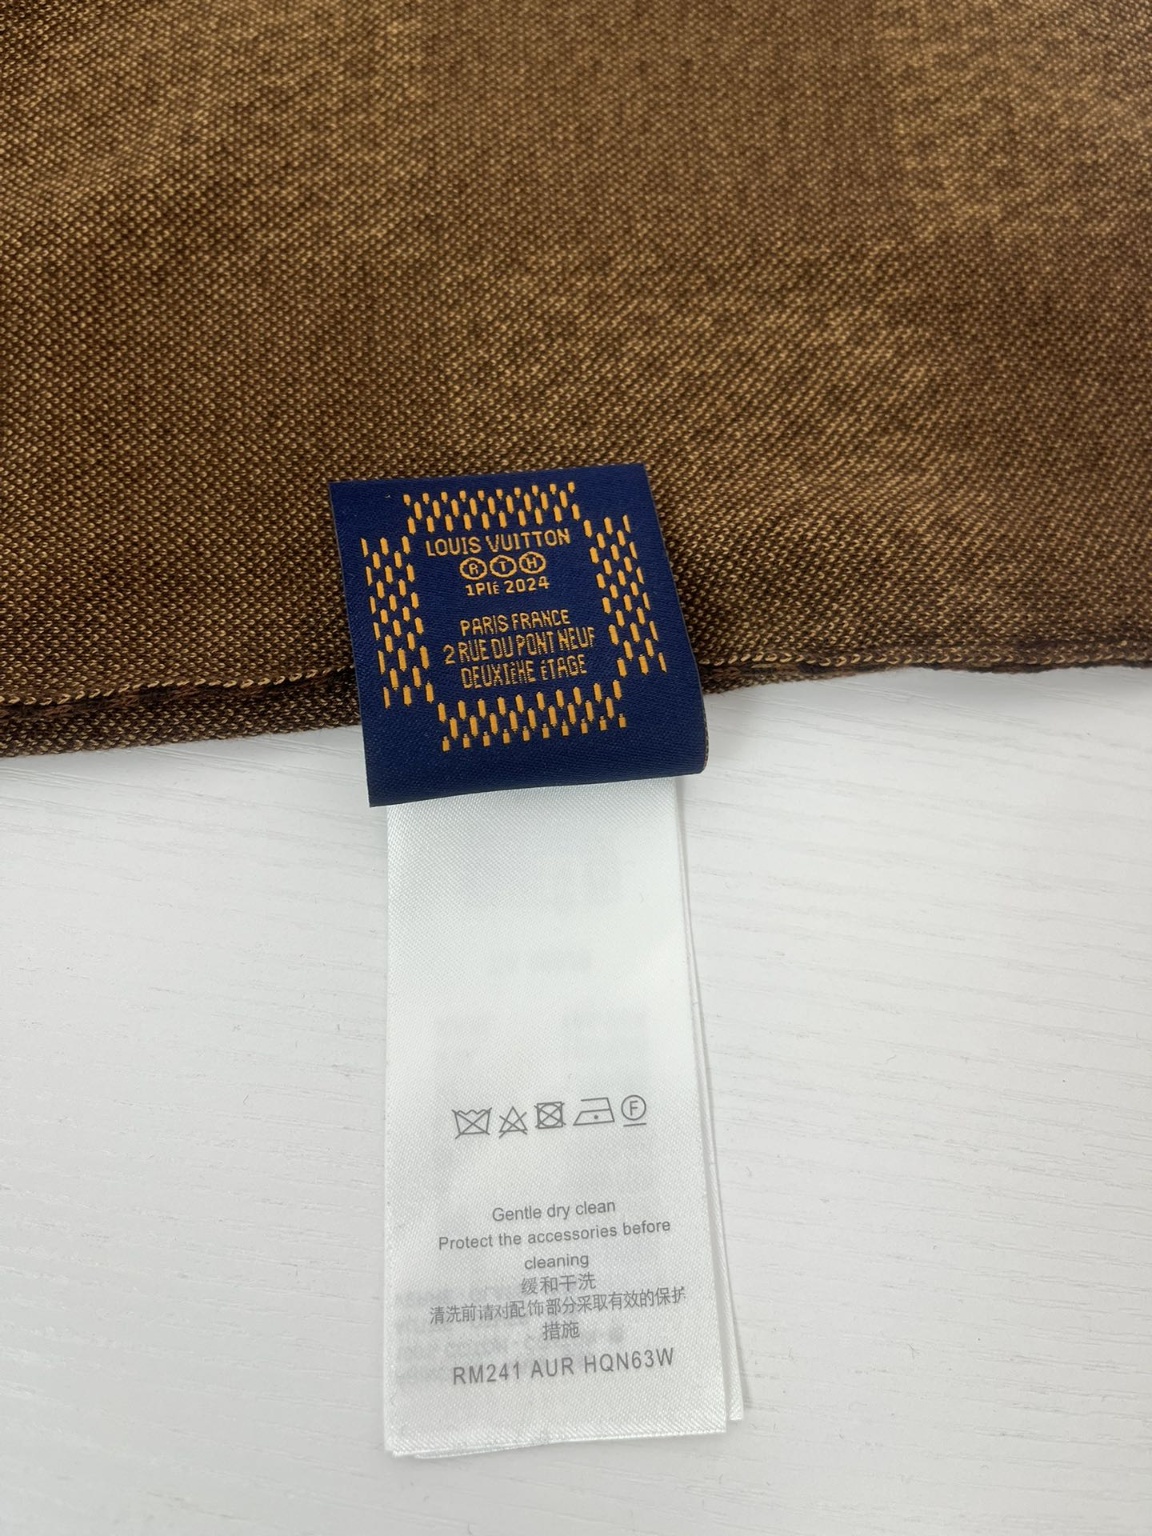 LOUIS VUITTON
R T H
1PIÈ 2024
PARIS FRANCE
2 RUE DU PONT NEUF
DEUXIÈHE ÉTAGE
F
Gentle dry clean
Protect the accessories before
cleaning
缓和干洗
清洗前请对配饰部分采取有效的保护
措施
RM241 AUR HQN63W